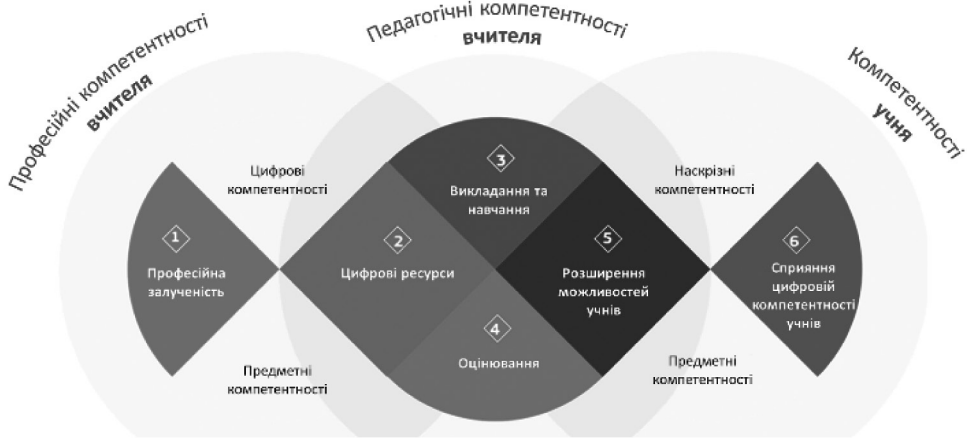 Професійні компетентності
вчителя
Педагогічні компетентності
вчителя
Компетентності
учня
Цифрові
компетентності
Наскрізні
компетентності
1
Професійна
залученість
2
Цифрові ресурси
3
Викладання та
навчання
4
Оцінювання
5
Розширення
можливостей
учнів
6
Сприяння
цифровій
компетентності
учнів
Предметні
компетентності
Предметні
компетентності